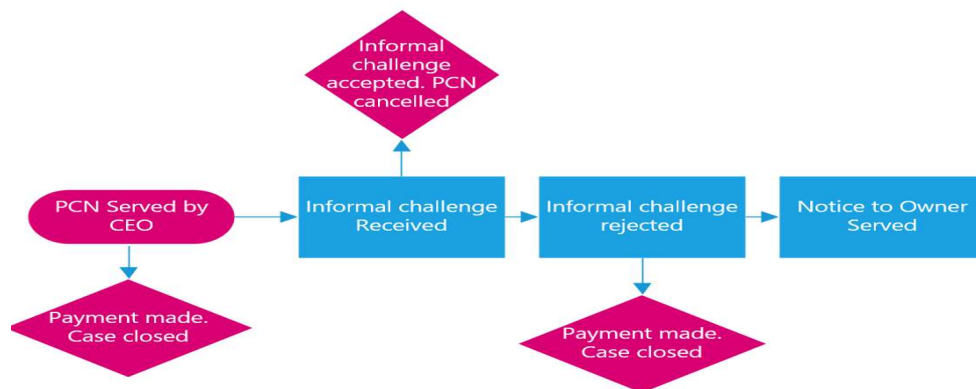 Informal
challenge
accepted. PCN
cancelled
PCN Served by
CEO
Informal challenge
Received
Informal challenge
rejected
Notice to Owner
Served
Payment made.
Case closed
Payment made.
Case closed